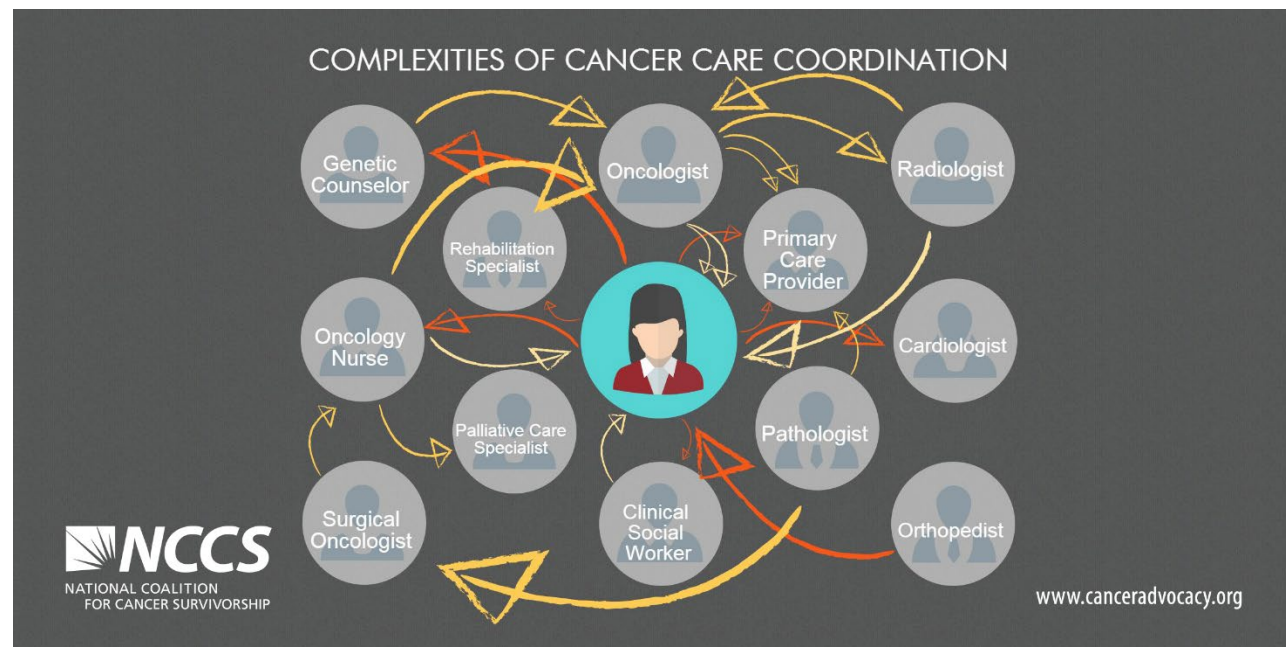 COMPLEXITIES OF CANCER CARE COORDINATION
Genetic
Counselor
Oncologist
Radiologist
Rehabilitation
Specialist
Primary
Care
Provider
Oncology
Nurse
Cardiologist
Palliative Care
Specialist
Pathologist
Surgical
Oncologist
Clinical
Social
Worker
Orthopedist
NCCS
NATIONAL COALITION
FOR CANCER SURVIVORSHIP
www.canceradvocacy.org